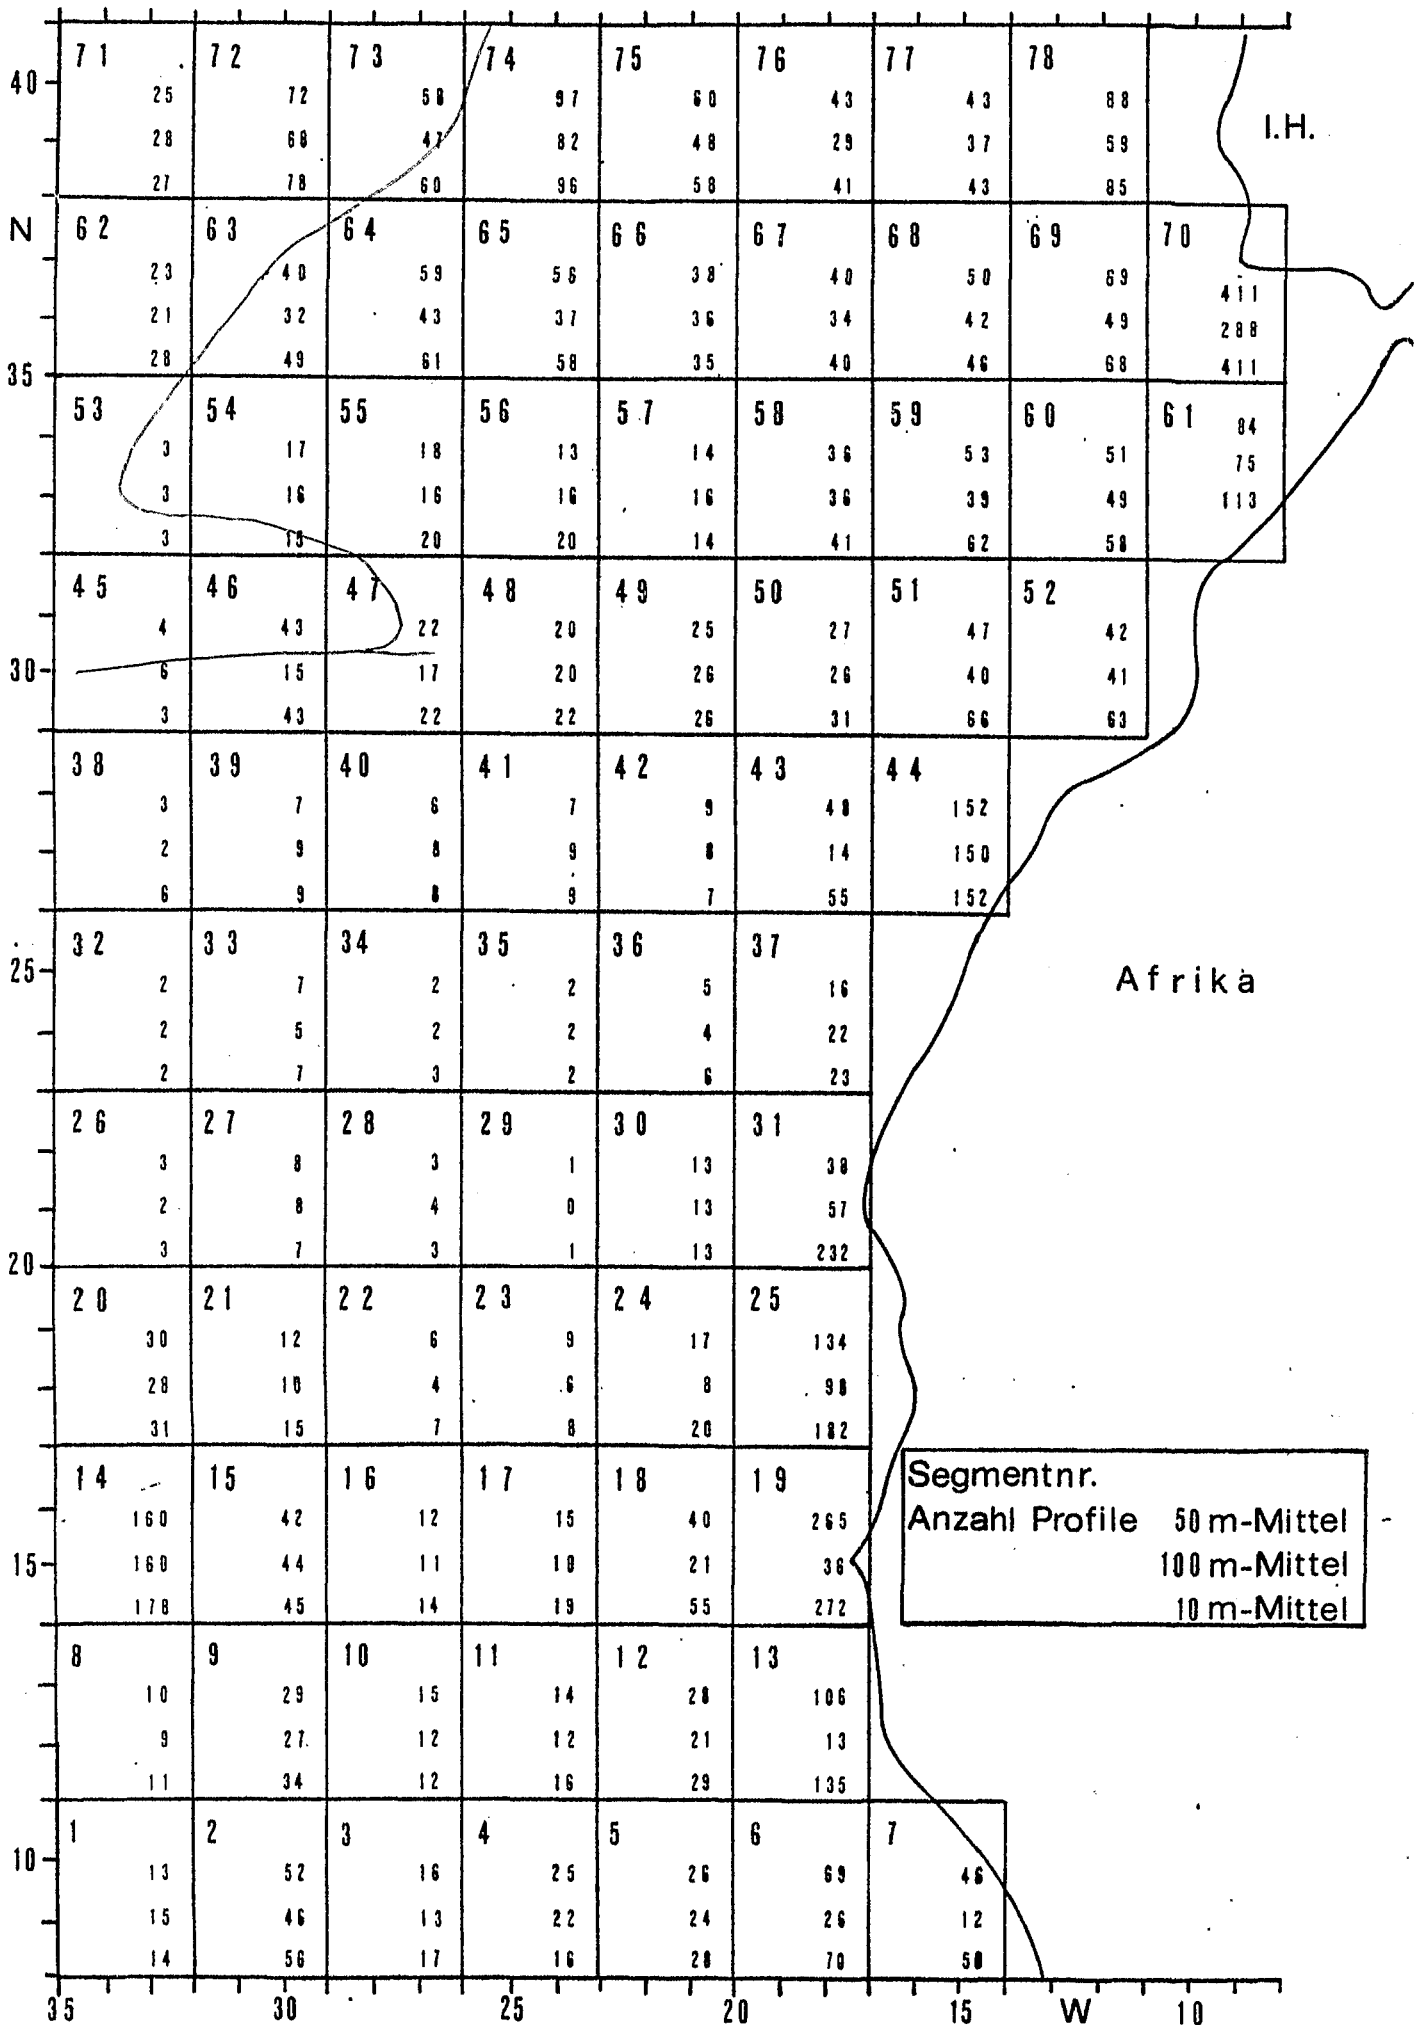 71 72 73 74 75 76 77 78
40
25 72 58 97 60 43 43 88
28 68 47 82 48 29 37 59
27 78 60 96 58 41 43 85
I.H.
N
62 63 64 65 66 67 68 69 70
23 40 59 56 38 40 50 69 411
21 32 43 37 36 34 42 49 288
28 49 61 58 35 40 46 68 411
35
53 54 55 56 57 58 59 60 61
3 17 18 13 14 36 53 51 84
3 16 16 16 16 36 39 49 75
3 15 20 20 14 41 62 58 113
45 46 47 48 49 50 51 52
4 43 22 20 25 27 47 42
30
6 15 17 20 26 26 40 41
3 43 22 22 26 31 66 63
38 39 40 41 42 43 44
3 7 6 7 9 48 152
2 9 8 9 8 14 150
6 9 8 9 7 55 152
32 33 34 35 36 37
25
2 7 2 2 5 16
2 5 2 2 4 22
2 7 3 2 6 23
Afrika
26 27 28 29 30 31
3 8 3 1 13 38
2 8 4 0 13 57
3 7 3 1 13 232
20
20 21 22 23 24 25
30 12 6 9 17 134
28 10 4 6 8 98
31 15 7 8 20 182
14 15 16 17 18 19
160 42 12 15 40 265
15
160 44 11 10 21 36
178 45 14 19 55 272
Segmentnr.
Anzahl Profile 50 m-Mittel
100 m-Mittel
10 m-Mittel
8 9 10 11 12 13
10 29 15 14 28 106
9 27 12 12 21 13
11 34 12 16 29 135
1 2 3 4 5 6 7
10
13 52 16 25 26 69 46
15 46 13 22 24 26 12
14 56 17 16 28 70 50
35 30 25 20 15 W 10